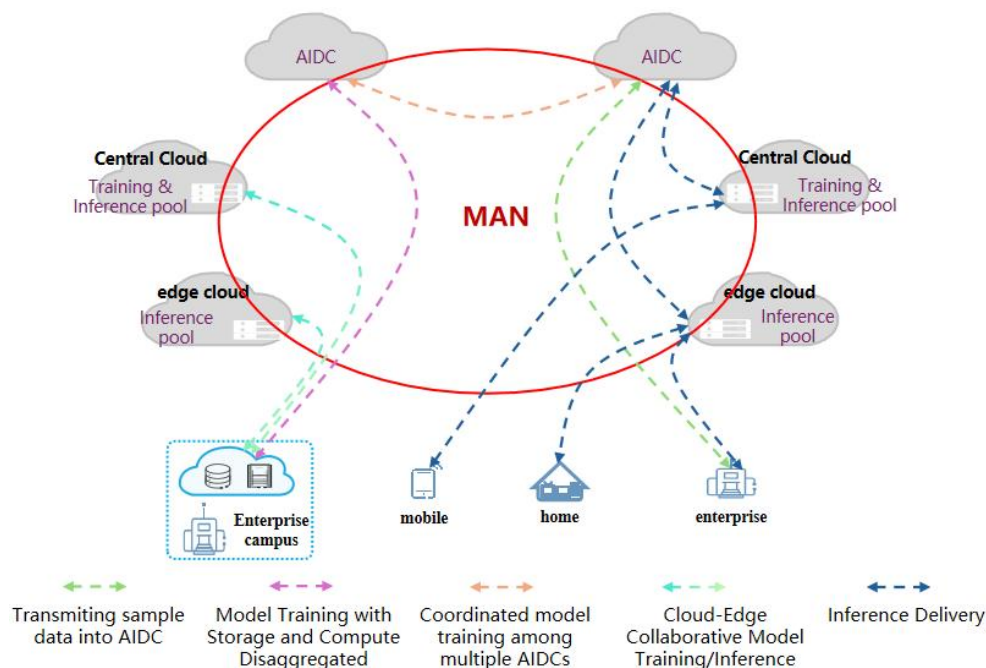 AIDC
AIDC
Central Cloud
Training &
Inference pool
Central Cloud
Training &
Inference pool
MAN
edge cloud
Inference
pool
edge cloud
Inference
pool
Enterprise
campus
mobile
home
enterprise
Transmiting sample
data into AIDC
Model Training with
Storage and Compute
Disaggregated
Coordinated model
training among
multiple AIDCs
Cloud-Edge
Collaborative Model
Training/Inference
Inference Delivery